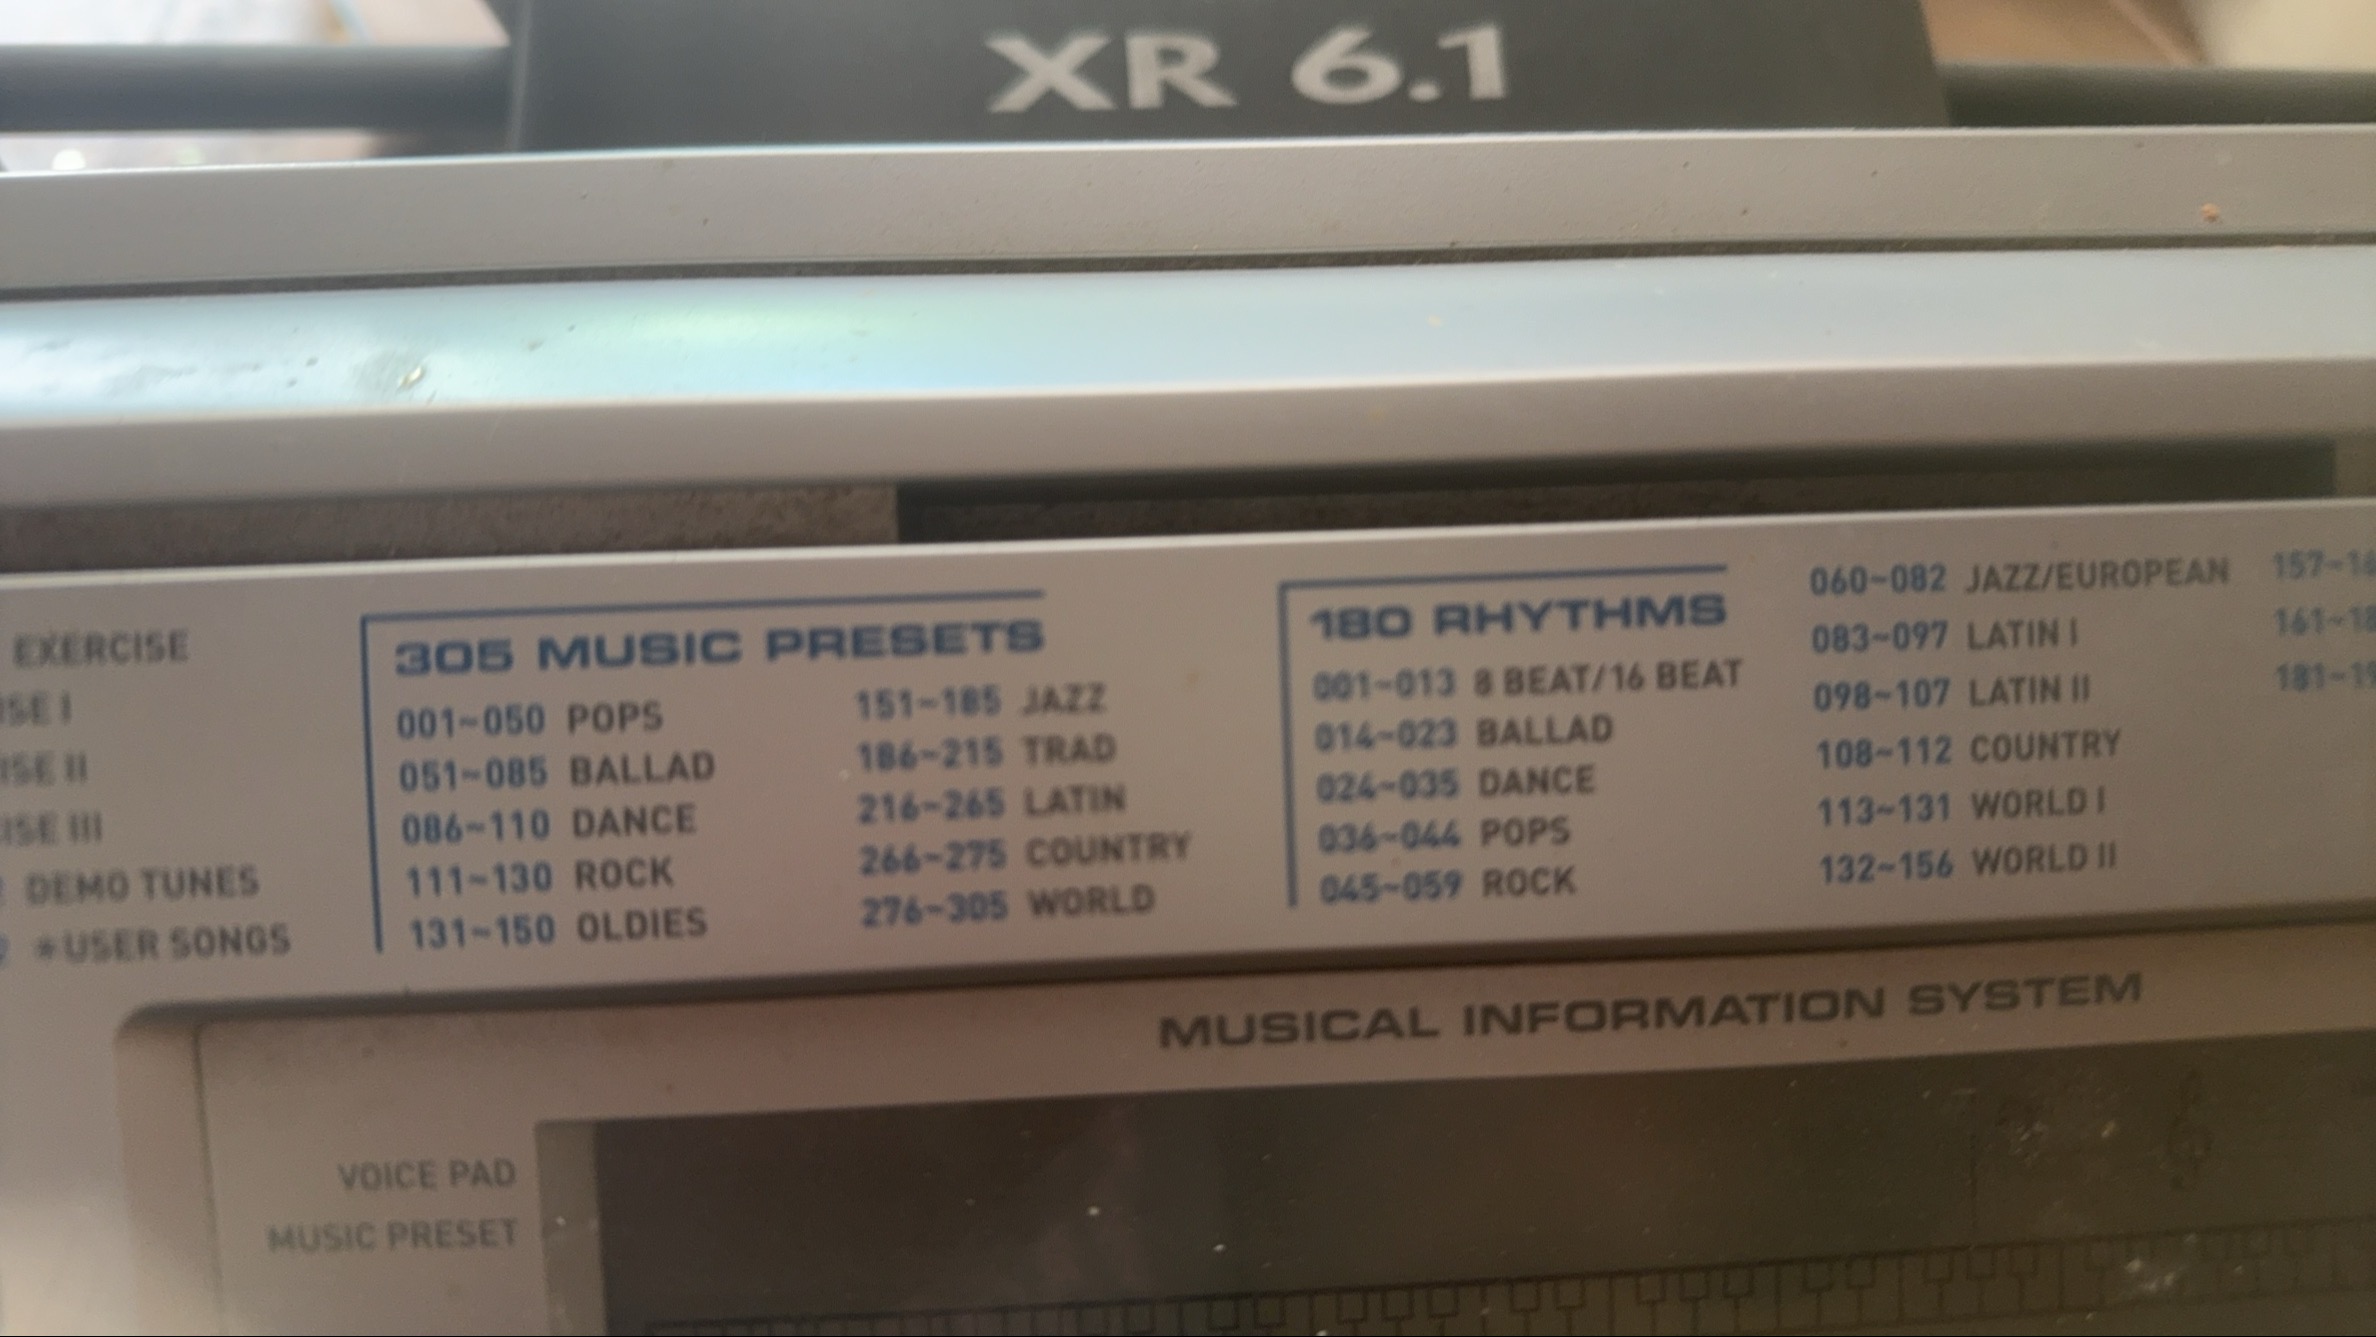 XR 6.1
EXERCISE
DEMO TUNES
*USER SONGS
305 MUSIC PRESETS
001~050 POPS
051~085 BALLAD
086~110 DANCE
111~130 ROCK
131~150 OLDIES
151~185 JAZZ
186~215 TRAD
216~265 LATIN
266~275 COUNTRY
276~305 WORLD
180 RHYTHMS
001~013 8 BEAT/16 BEAT
014~023 BALLAD
024~035 DANCE
036~044 POPS
045~059 ROCK
060~082 JAZZ/EUROPEAN
083~097 LATIN I
098~107 LATIN II
108~112 COUNTRY
113~131 WORLD I
132~156 WORLD II
MUSICAL INFORMATION SYSTEM
VOICE PAD
MUSIC PRESET